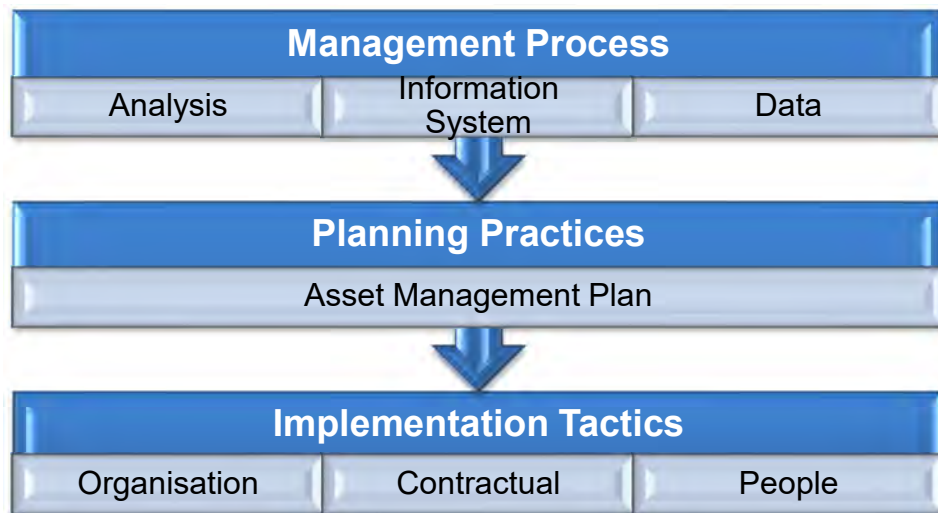 Management Process
Analysis
Information
System
Data
Planning Practices
Asset Management Plan
Implementation Tactics
Organisation
Contractual
People